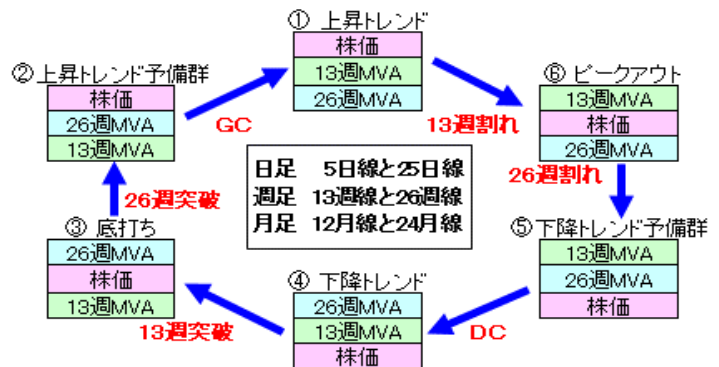 ① 上昇トレンド
株価
13週MVA
26週MVA
② 上昇トレンド予備群
株価
26週MVA
13週MVA
GC
13週割れ
⑥ ピークアウト
13週MVA
株価
26週MVA
日足 5日線と25日線
週足 13週線と26週線
月足 12月線と24月線
26週割れ
26週突破
③ 底打ち
26週MVA
株価
13週MVA
⑤ 下降トレンド予備群
13週MVA
26週MVA
株価
④ 下降トレンド
26週MVA
13週MVA
株価
13週突破
DC